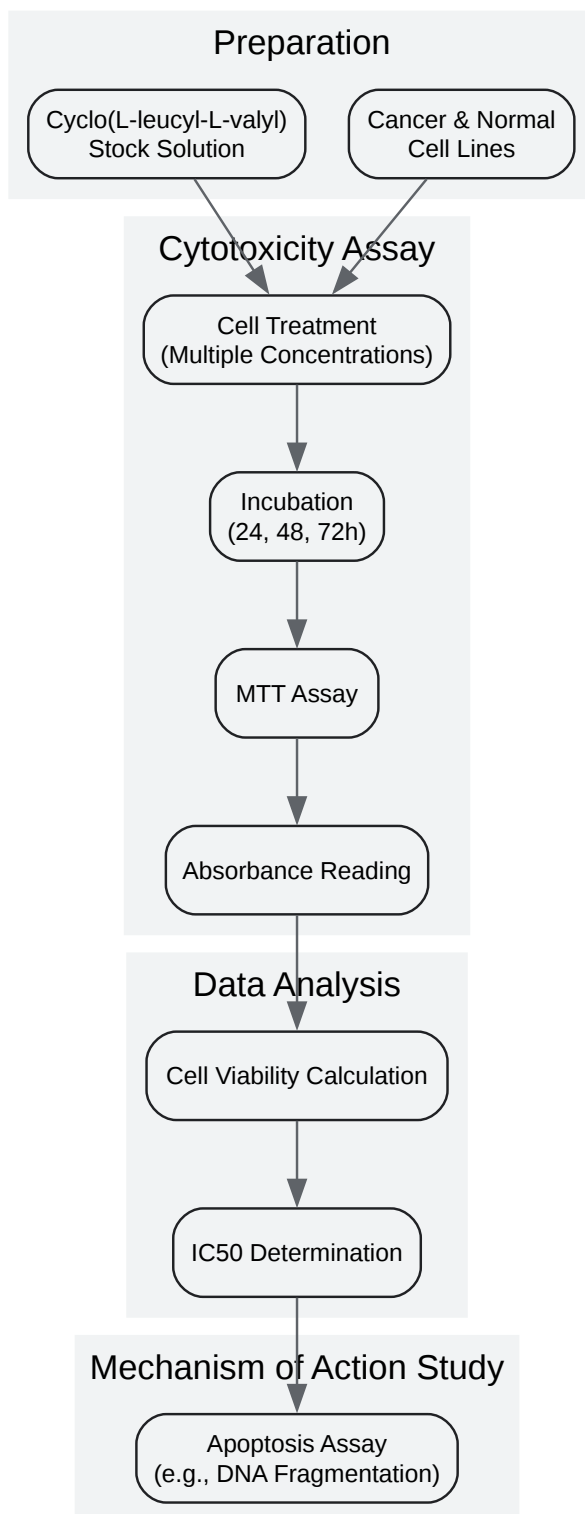 Preparation
Cyclo(L-leucyl-L-valyl)
Stock Solution
Cancer & Normal
Cell Lines
Cytotoxicity Assay
Cell Treatment
(Multiple Concentrations)
Incubation
(24, 48, 72h)
MTT Assay
Absorbance Reading
Data Analysis
Cell Viability Calculation
IC50 Determination
Mechanism of Action Study
Apoptosis Assay
(e.g., DNA Fragmentation)